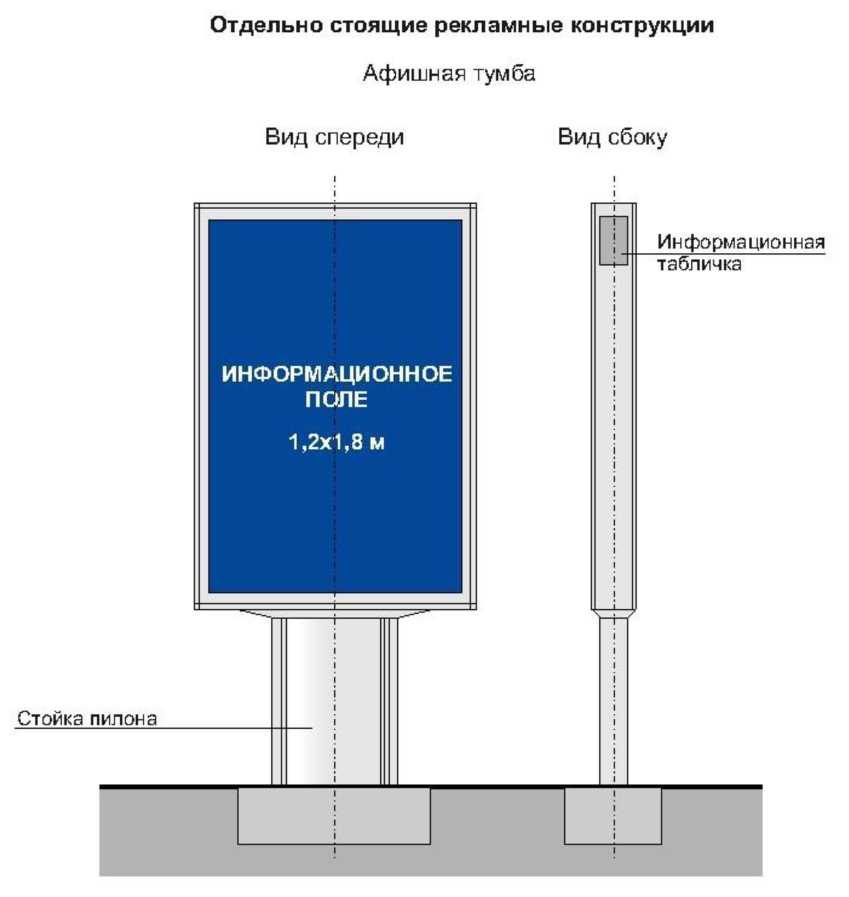 Отдельно стоящие рекламные конструкции
Афишная тумба
Вид спереди
Вид сбоку
Информационная
табличка
ИНФОРМАЦИОННОЕ
ПОЛЕ
1,2х1,8 м
Стойка пилона